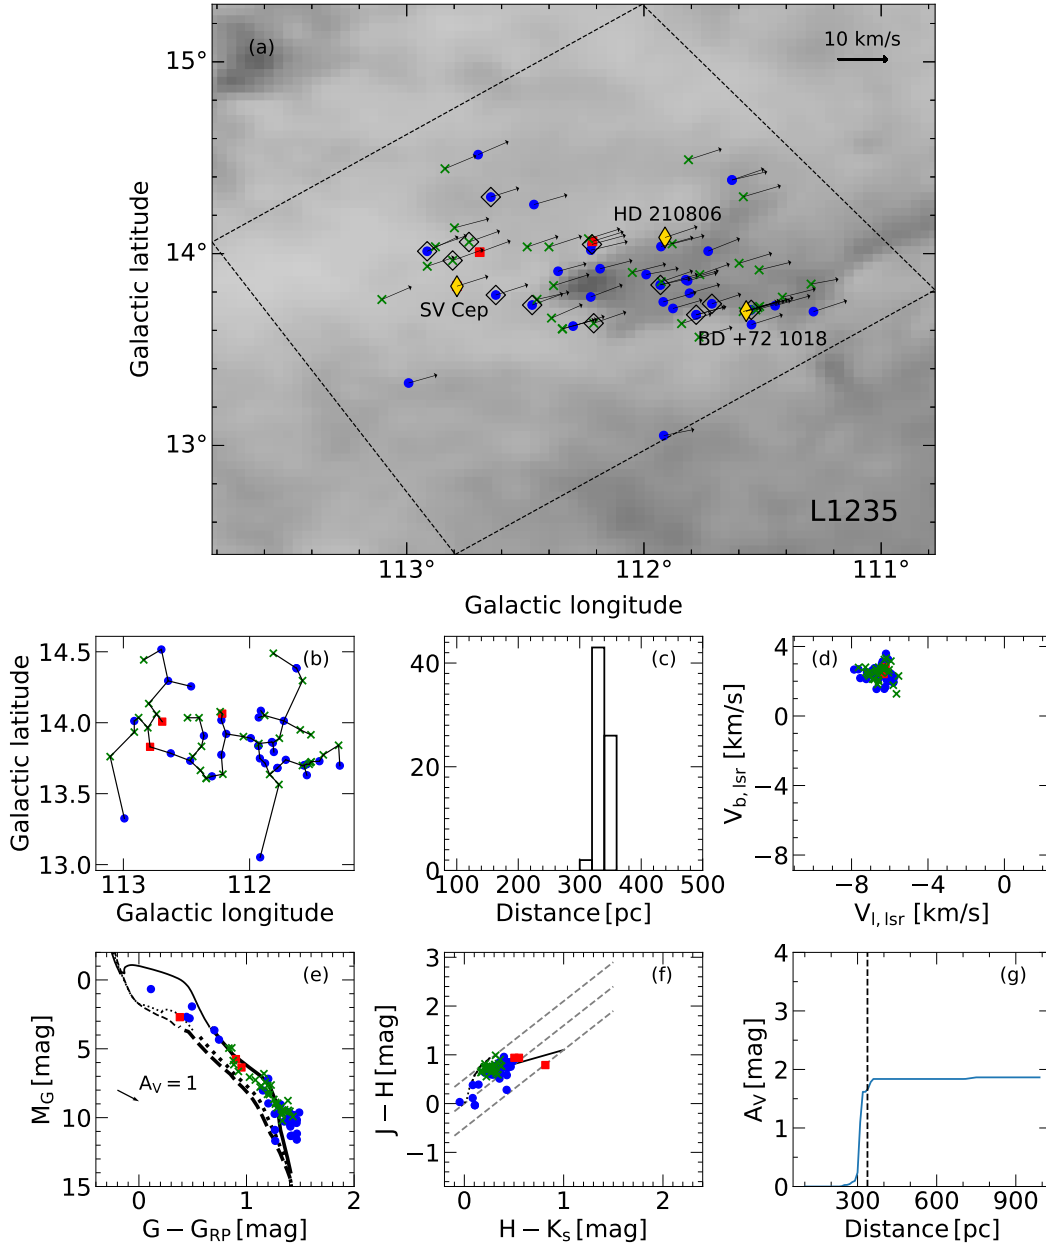 (a)
10 km/s
15°
14°
13°
Galactic latitude
HD 210806
SV Cep
BD +72 1018
L1235
113°
112°
111°
Galactic longitude
(b)
14.5
14.0
13.5
13.0
Galactic latitude
113
112
Galactic longitude
(c)
40
20
0
100
200
300
400
500
Distance [pc]
(d)
4
0
−4
−8
V_b, lsr [km/s]
−8
−4
0
V_l, lsr [km/s]
(e)
0
5
10
15
M_G [mag]
A_V = 1
0
1
2
G − G_RP [mag]
(f)
3
2
1
0
−1
J − H [mag]
0
1
2
H − K_s [mag]
(g)
4
3
2
1
0
A_V [mag]
0
300
600
900
Distance [pc]